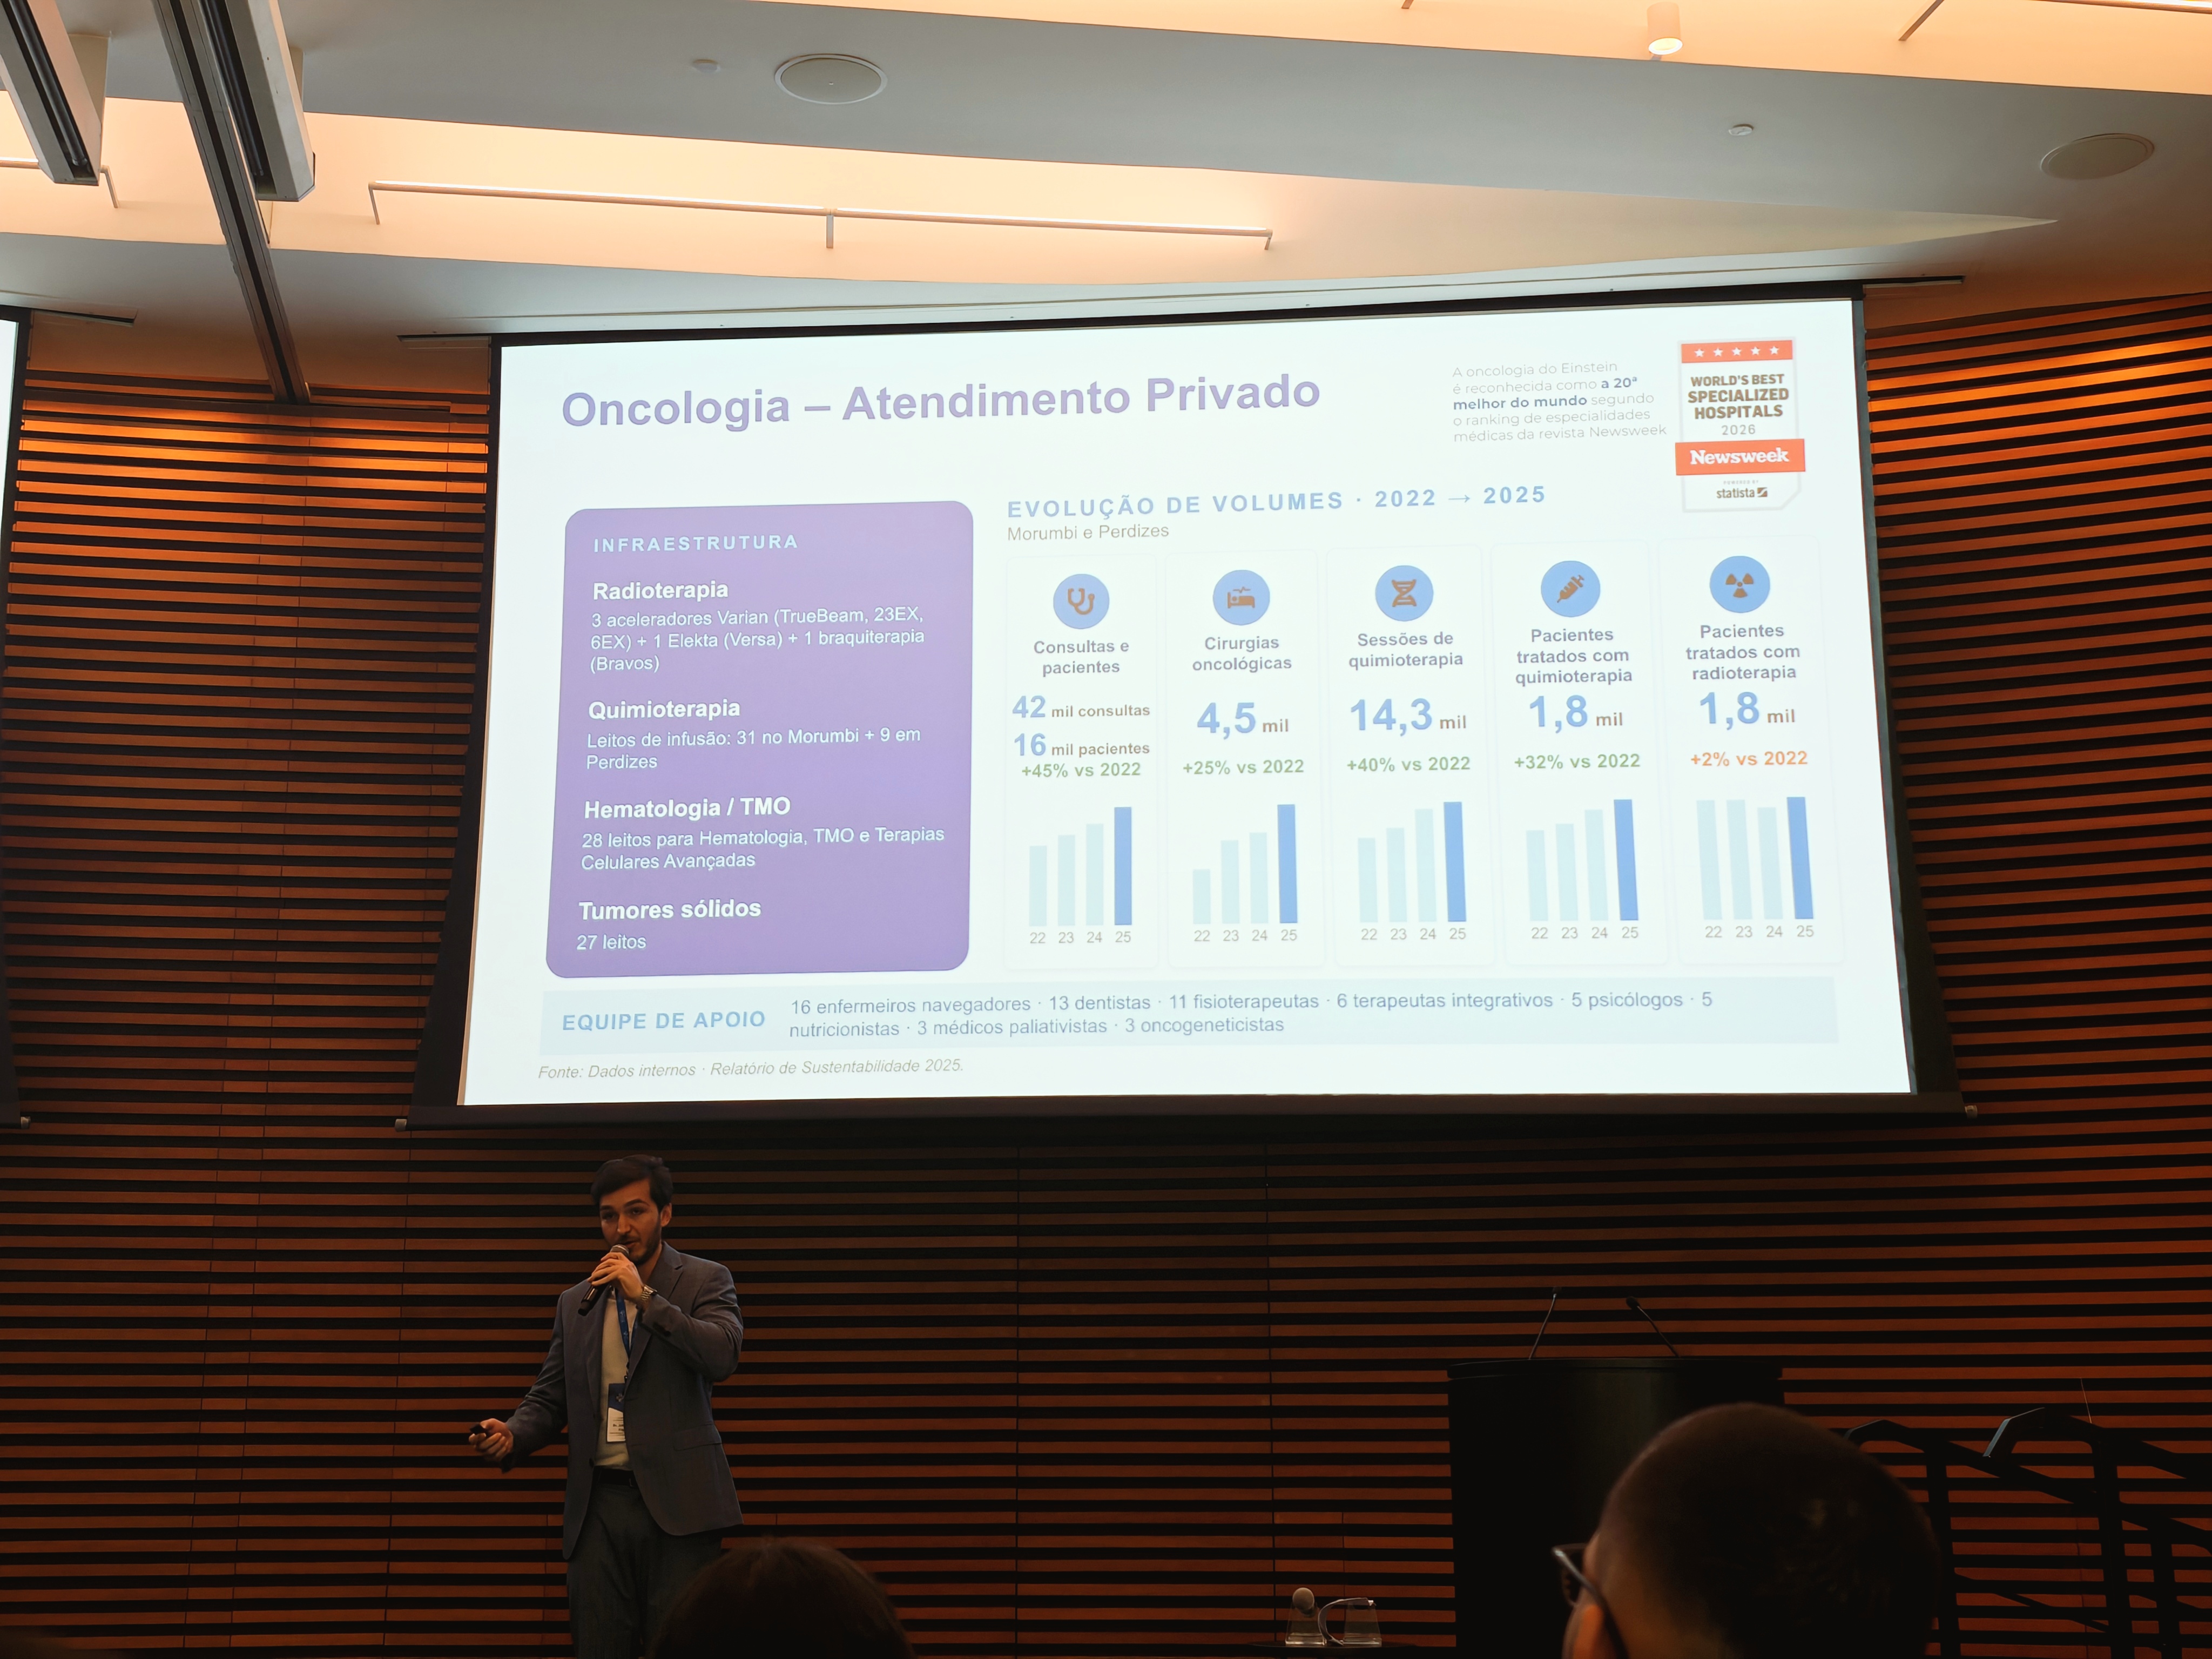 Oncologia – Atendimento Privado
A oncologia do Einstein
é reconhecida como a 20ª
melhor do mundo segundo
o ranking de especialidades
médicas da revista Newsweek
WORLD'S BEST
SPECIALIZED
HOSPITALS
2026
Newsweek
POWERED BY
statista
INFRAESTRUTURA
Radioterapia
3 aceleradores Varian (TrueBeam, 23EX,
6EX) + 1 Elekta (Versa) + 1 braquiterapia
(Bravos)
Quimioterapia
Leitos de infusão: 31 no Morumbi + 9 em
Perdizes
Hematologia / TMO
28 leitos para Hematologia, TMO e Terapias
Celulares Avançadas
Tumores sólidos
27 leitos
EVOLUÇÃO DE VOLUMES · 2022 → 2025
Morumbi e Perdizes
Consultas e
pacientes
42 mil consultas
16 mil pacientes
+45% vs 2022
22 23 24 25
Cirurgias
oncológicas
4,5 mil
+25% vs 2022
22 23 24 25
Sessões de
quimioterapia
14,3 mil
+40% vs 2022
22 23 24 25
Pacientes
tratados com
quimioterapia
1,8 mil
+32% vs 2022
22 23 24 25
Pacientes
tratados com
radioterapia
1,8 mil
+2% vs 2022
22 23 24 25
EQUIPE DE APOIO
16 enfermeiros navegadores · 13 dentistas · 11 fisioterapeutas · 6 terapeutas integrativos · 5 psicólogos · 5
nutricionistas · 3 médicos paliativistas · 3 oncogeneticistas
Fonte: Dados internos · Relatório de Sustentabilidade 2025.